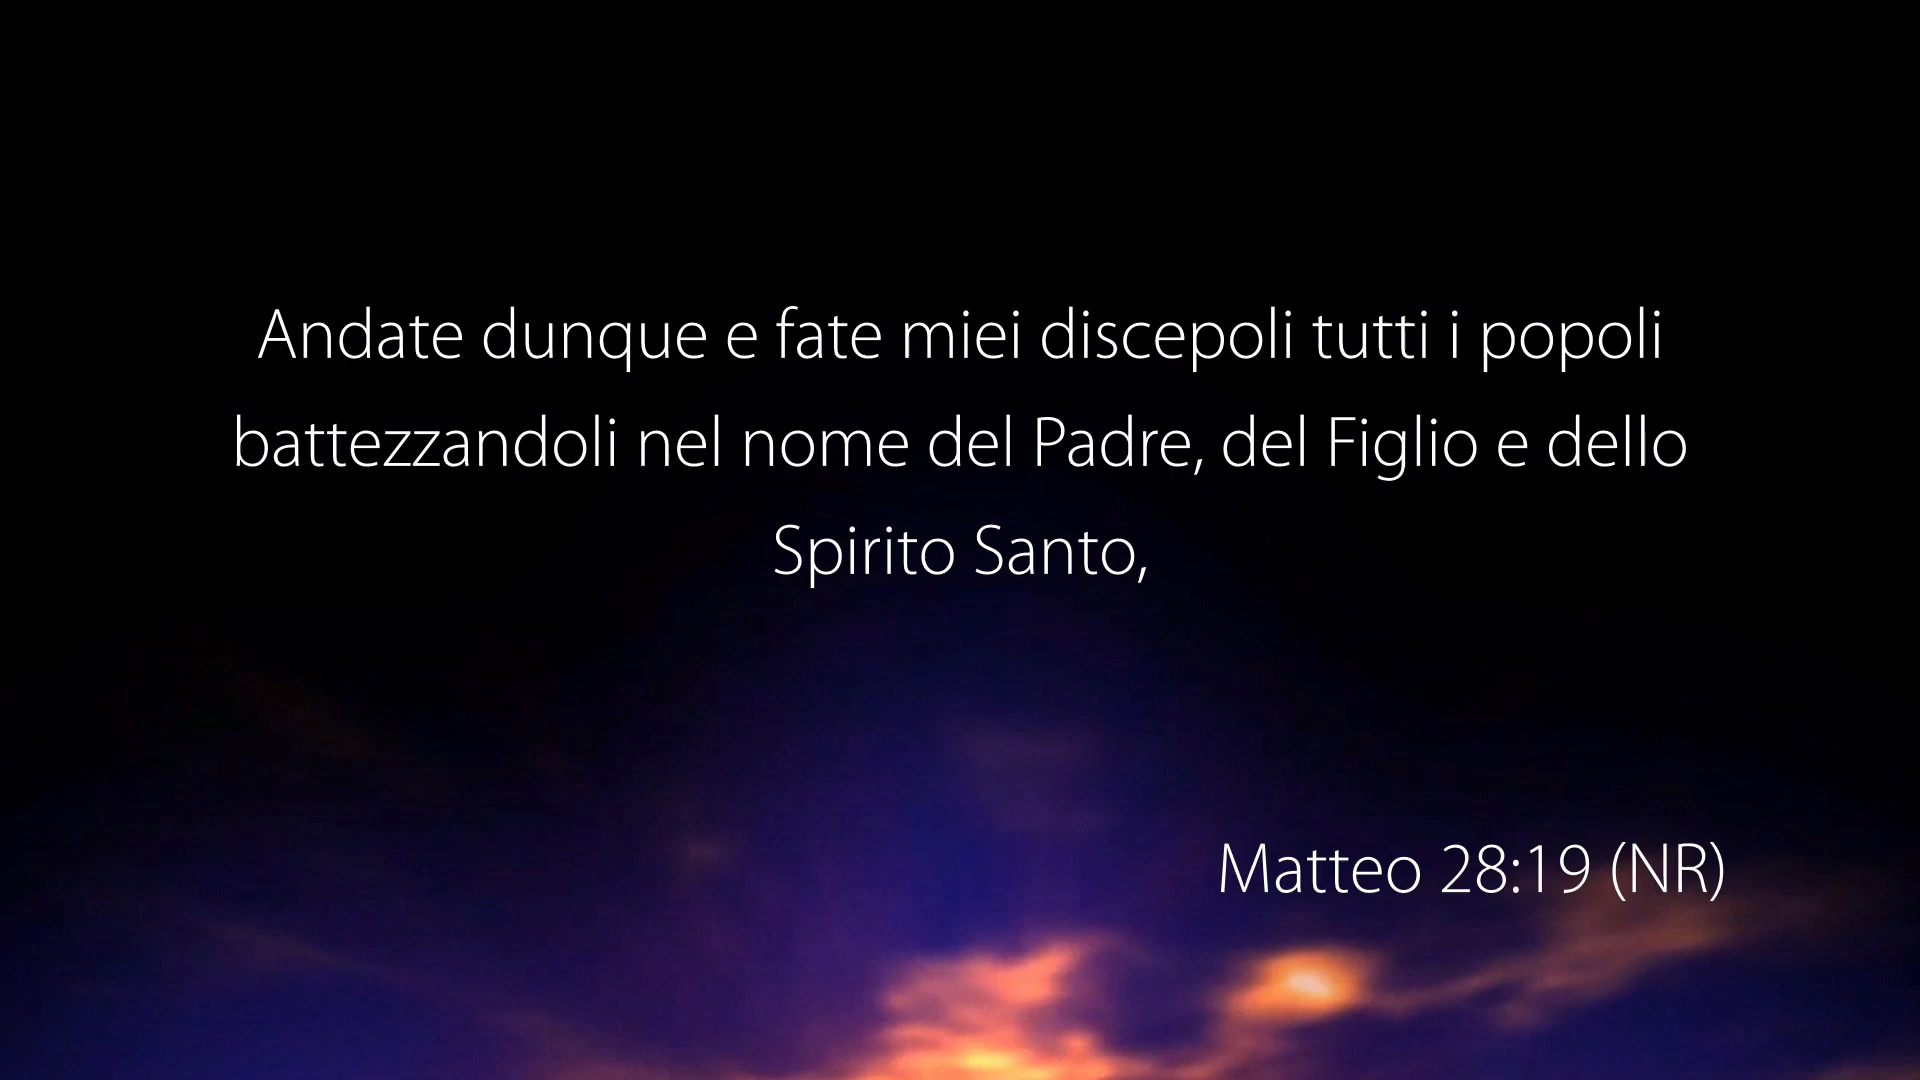 Andate dunque e fate miei discepoli tutti i popoli
battezzandoli nel nome del Padre, del Figlio e dello
Spirito Santo,
Matteo 28:19 (NR)